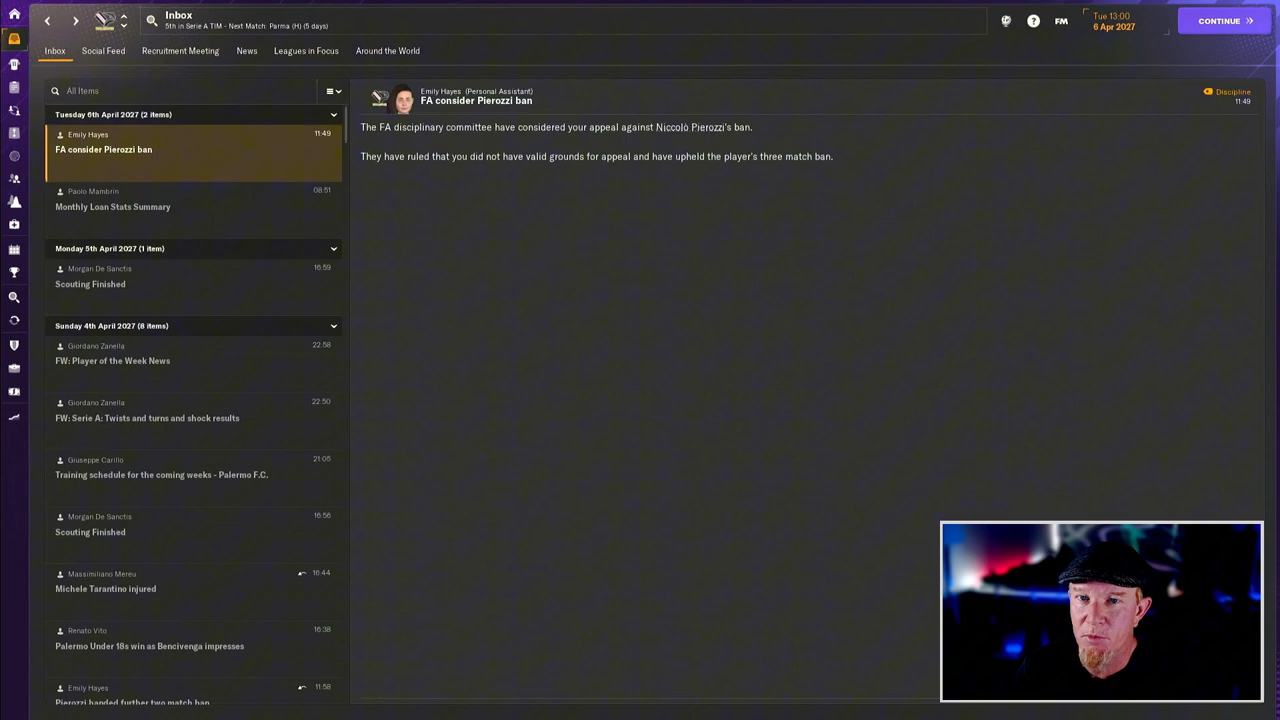 Inbox
5th in Serie A TIM - Next Match: Parma (H) (5 days)
FM
Tue 13:00
6 Apr 2027
CONTINUE
Inbox
Social Feed
Recruitment Meeting
News
Leagues in Focus
Around the World
All Items
Tuesday 6th April 2027 (2 items)
Emily Hayes
11:49
FA consider Pierozzi ban
Paolo Mambrin
08:51
Monthly Loan Stats Summary
Monday 5th April 2027 (1 item)
Morgan De Sanctis
16:59
Scouting Finished
Sunday 4th April 2027 (8 items)
Giordano Zanella
22:58
FW: Player of the Week News
Giordano Zanella
22:50
FW: Serie A: Twists and turns and shock results
Giuseppe Carillo
21:05
Training schedule for the coming weeks - Palermo F.C.
Morgan De Sanctis
16:56
Scouting Finished
Massimiliano Mereu
16:44
Michele Tarantino injured
Renato Vito
16:38
Palermo Under 18s win as Bencivenga impresses
Emily Hayes
11:58
Pierozzi handed further two match ban
Emily Hayes (Personal Assistant)
FA consider Pierozzi ban
Discipline
11:49
The FA disciplinary committee have considered your appeal against Niccolò Pierozzi's ban.
They have ruled that you did not have valid grounds for appeal and have upheld the player's three match ban.